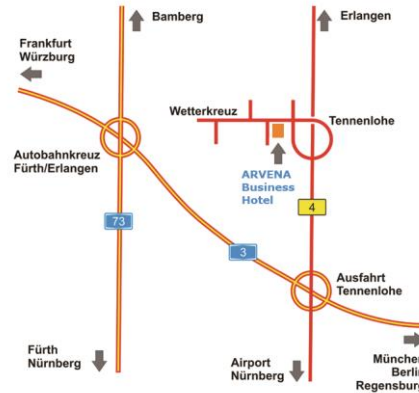 Bamberg
Erlangen
Frankfurt
Würzburg
Wetterkreuz
Tennenlohe
Autobahnkreuz
Fürth/Erlangen
ARVENA
Business
Hotel
4
73
3
Ausfahrt
Tennenlohe
Fürth
Nürnberg
Airport
Nürnberg
München
Berlin
Regensburg